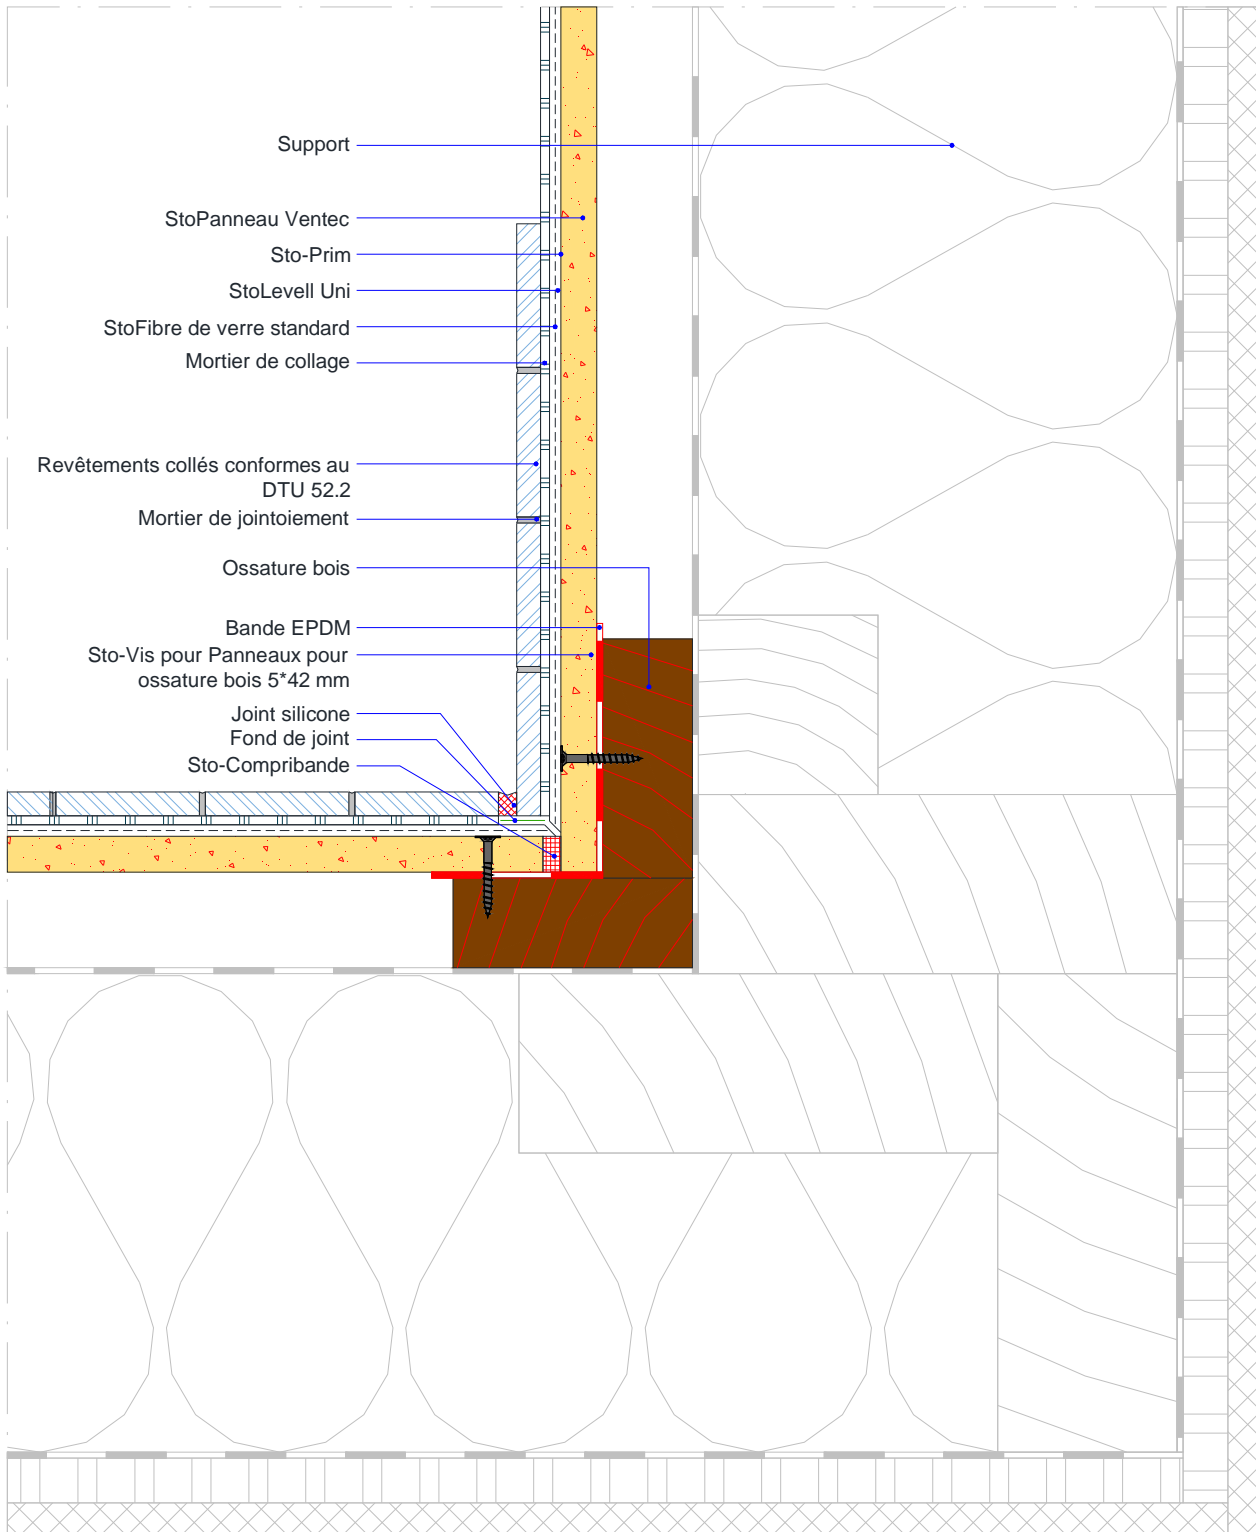 Support
StoPanneau Ventec
Sto-Prim
StoLevell Uni
StoFibre de verre standard
Mortier de collage
Revêtements collés conformes au
DTU 52.2
Mortier de jointoiement
Ossature bois
Bande EPDM
Sto-Vis pour Panneaux pour
ossature bois 5*42 mm
Joint silicone
Fond de joint
Sto-Compribande